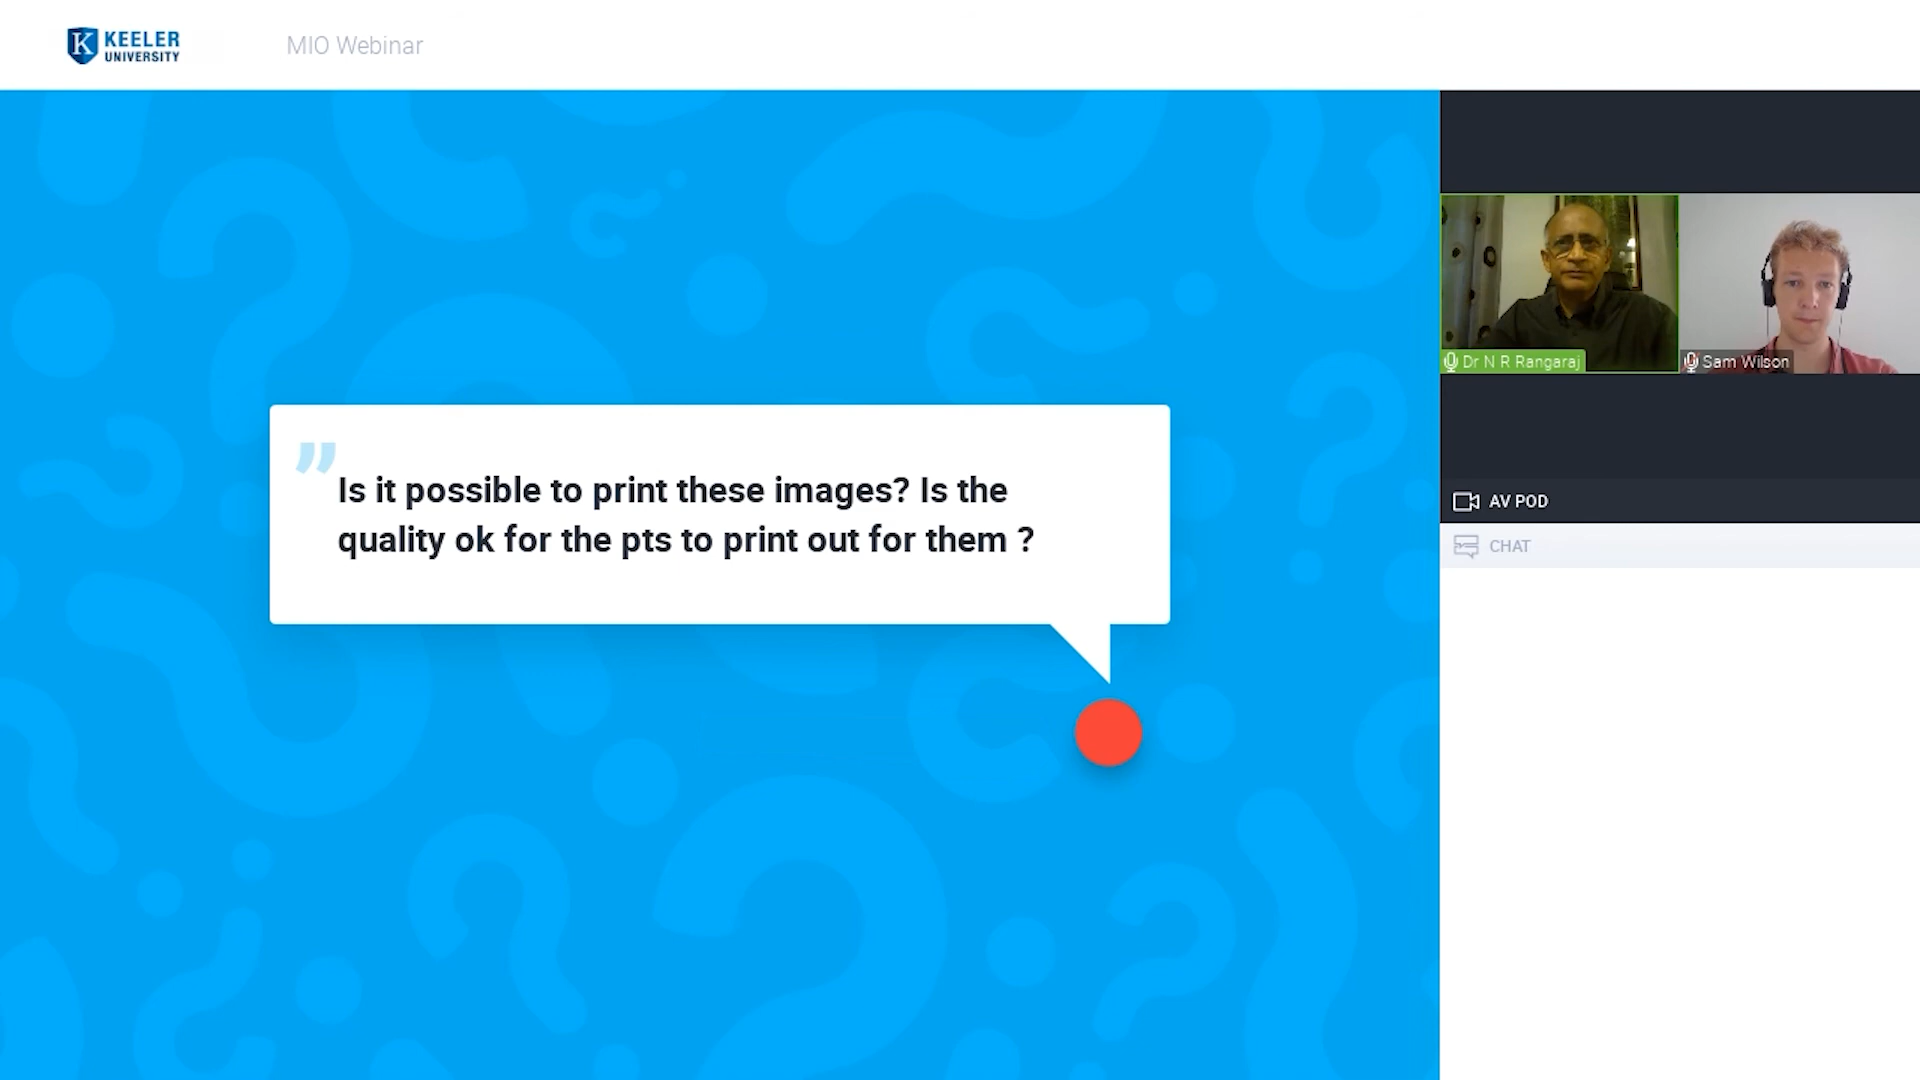 K
KEELER
UNIVERSITY
MIO Webinar
”
Is it possible to print these images? Is the
quality ok for the pts to print out for them ?
Dr N R Rangaraj
Sam Wilson
AV POD
CHAT